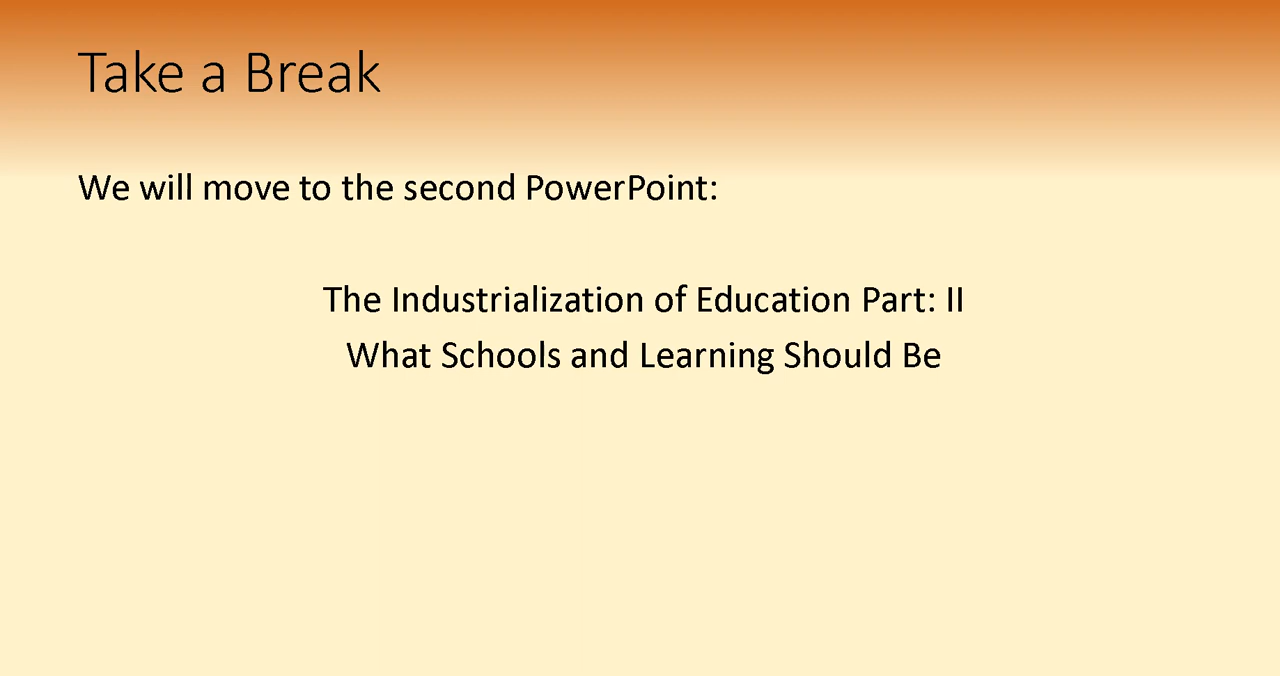 Take a Break
We will move to the second PowerPoint:
The Industrialization of Education Part: II
What Schools and Learning Should Be